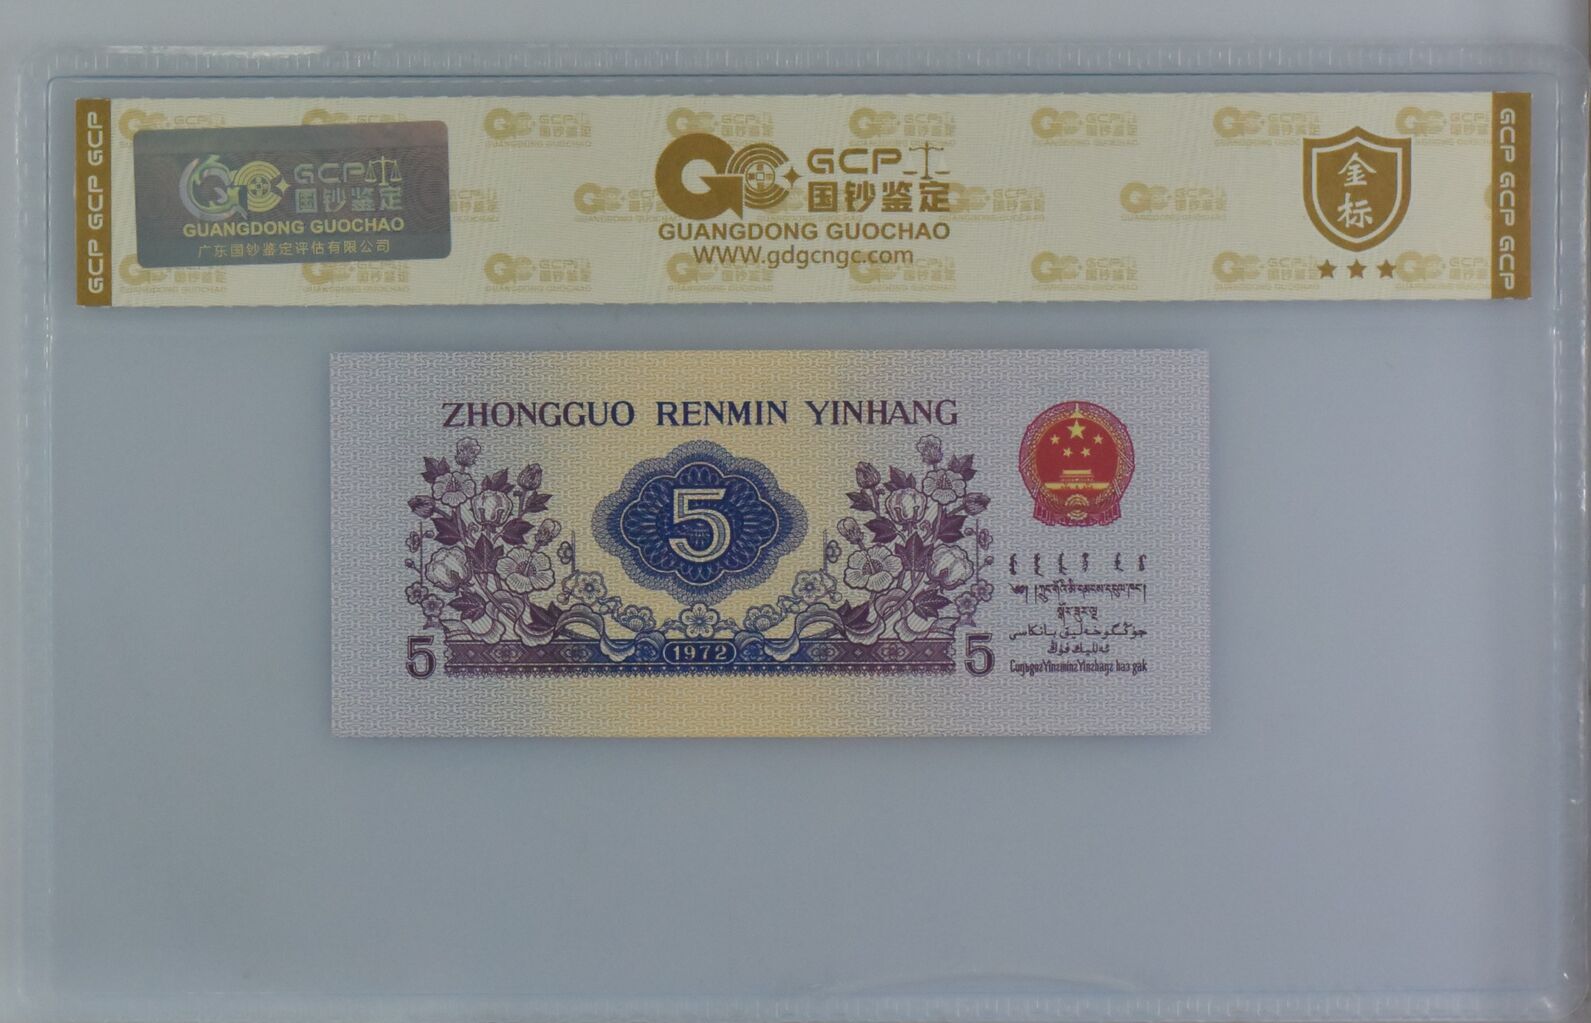 GCP GCP GCP
GCP
国钞鉴定
GUANGDONG GUOCHAO
广东国钞鉴定评估有限公司
GCP
国钞鉴定
GUANGDONG GUOCHAO
WWW.gdgcngc.com
金标
GCP GCP GCP
ZHONGGUO RENMIN YINHANG
5
5
1972
5